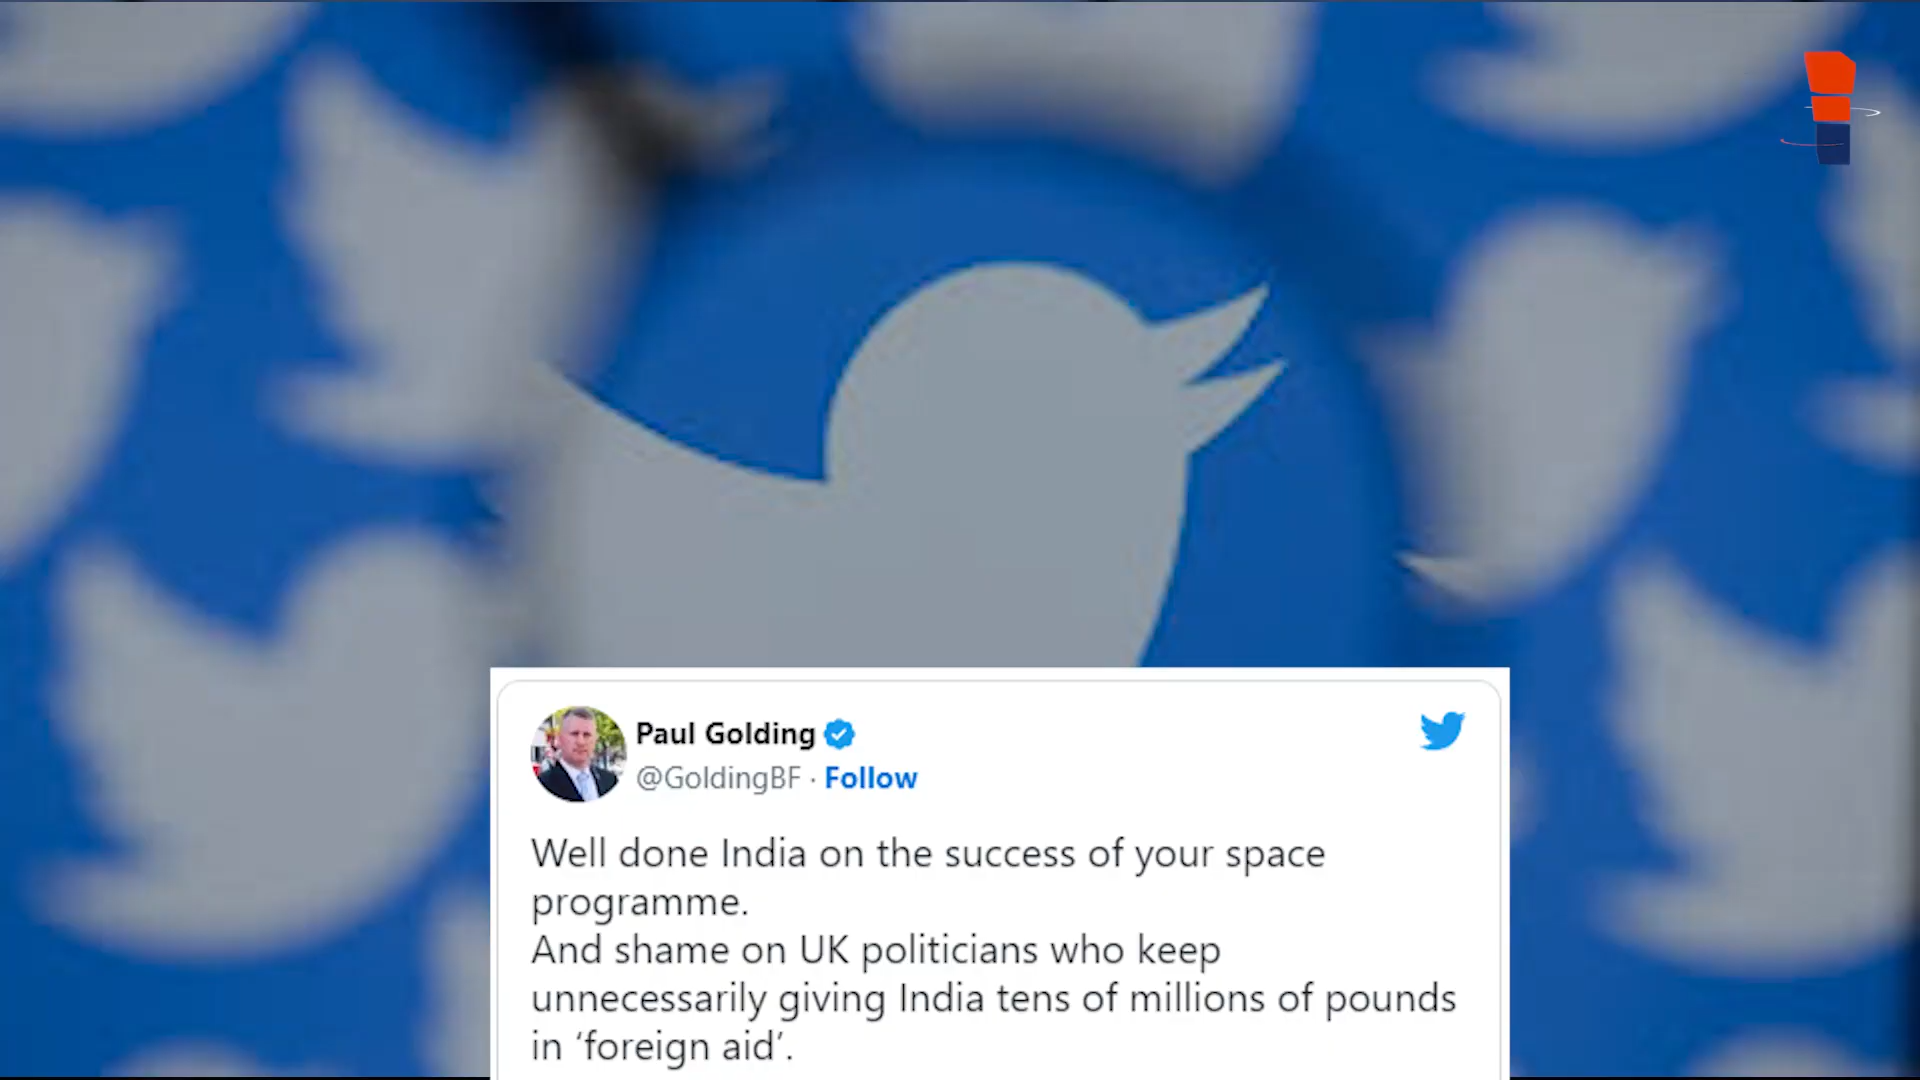 Paul Golding
@GoldingBF · Follow
Well done India on the success of your space
programme.
And shame on UK politicians who keep
unnecessarily giving India tens of millions of pounds
in ‘foreign aid’.